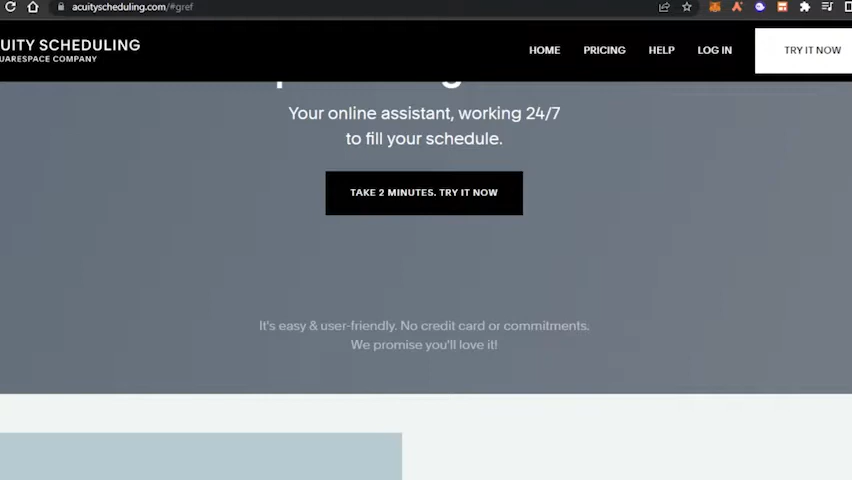 acuityscheduling.com/#gref
UITY SCHEDULING
UARESPACE COMPANY
HOME PRICING HELP LOG IN TRY IT NOW
Your online assistant, working 24/7
to fill your schedule.
TAKE 2 MINUTES. TRY IT NOW
It's easy & user-friendly. No credit card or commitments.
We promise you'll love it!